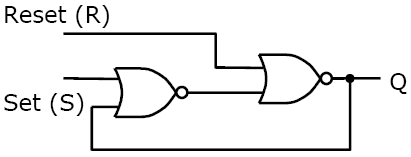 Reset (R)
Q
Set (S)